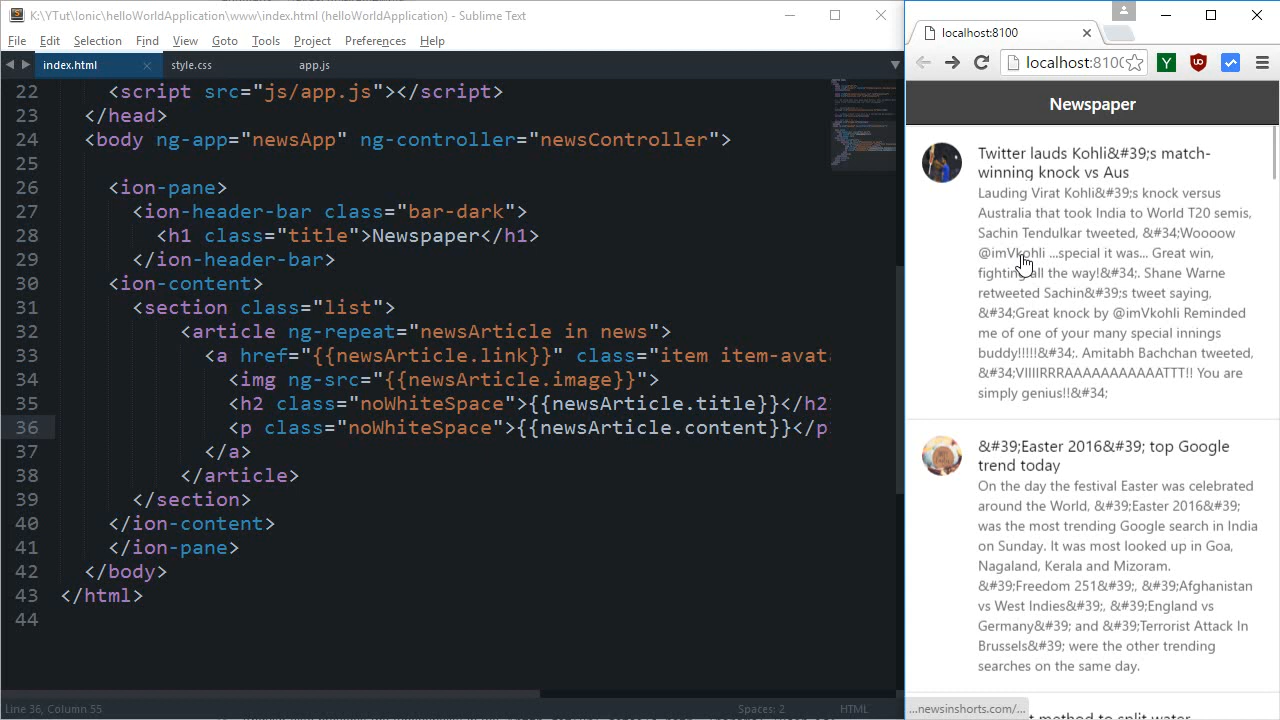 K:\YTut\Ionic\helloWorldApplication\www\index.html (helloWorldApplication) - Sublime Text
File Edit Selection Find View Goto Tools Project Preferences Help
index.html style.css app.js
22 <script src="js/app.js"></script>
23 </head>
24 <body ng-app="newsApp" ng-controller="newsController">
25
26 <ion-pane>
27 <ion-header-bar class="bar-dark">
28 <h1 class="title">Newspaper</h1>
29 </ion-header-bar>
30 <ion-content>
31 <section class="list">
32 <article ng-repeat="newsArticle in news">
33 <a href="{{newsArticle.link}}" class="item item-avat
34 <img ng-src="{{newsArticle.image}}">
35 <h2 class="noWhiteSpace">{{newsArticle.title}}</h2
36 <p class="noWhiteSpace">{{newsArticle.content}}</p
37 </a>
38 </article>
39 </section>
40 </ion-content>
41 </ion-pane>
42 </body>
43 </html>
44
Line 36, Column 55 Spaces: 2 HTML
localhost:8100
localhost:8100
Newspaper
Twitter lauds Kohli&#39;s match-
winning knock vs Aus
Lauding Virat Kohli&#39;s knock versus
Australia that took India to World T20 semis,
Sachin Tendulkar tweeted, &#34;Woooow
@imVkohli ...special it was... Great win,
fighting all the way!&#34;. Shane Warne
retweeted Sachin&#39;s tweet saying,
&#34;Great knock by @imVkohli Reminded
me of one of your many special innings
buddy!!!!!&#34;. Amitabh Bachchan tweeted,
&#34;VIIIIRRRAAAAAAAAAAATTT!! You are
simply genius!!&#34;
&#39;Easter 2016&#39; top Google
trend today
On the day the festival Easter was celebrated
around the World, &#39;Easter 2016&#39;
was the most trending Google search in India
on Sunday. It was most looked up in Goa,
Nagaland, Kerala and Mizoram.
&#39;Freedom 251&#39;, &#39;Afghanistan
vs West Indies&#39;, &#39;England vs
Germany&#39; and &#39;Terrorist Attack In
Brussels&#39; were the other trending
searches on the same day.
...newsinshorts.com/...
t method to split water